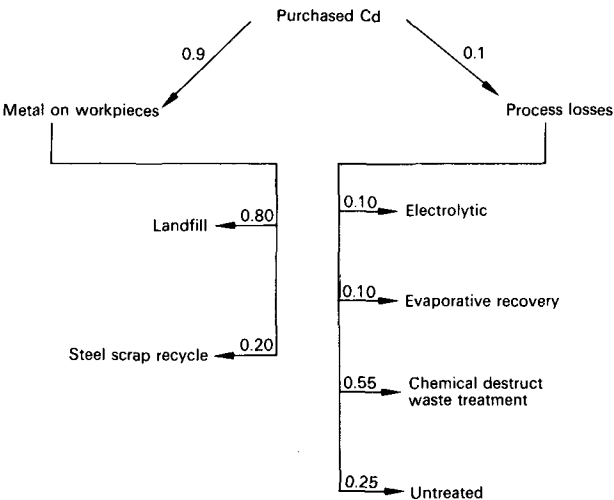 Purchased Cd
0.9
0.1
Metal on workpieces
Process losses
0.10
Electrolytic
Landfill
0.80
0.10
Evaporative recovery
Steel scrap recycle
0.20
0.55
Chemical destruct
waste treatment
0.25
Untreated